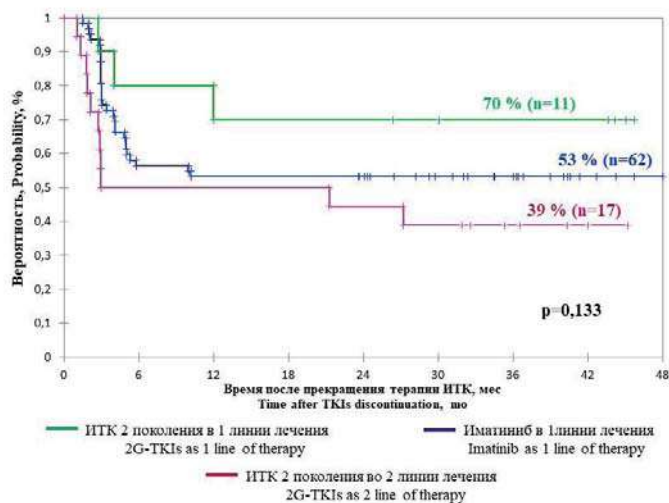 Вероятность, Probability, %
1
0,9
0,8
0,7
0,6
0,5
0,4
0,3
0,2
0,1
0
70 % (n=11)
53 % (n=62)
39 % (n=17)
p=0,133
0 6 12 18 24 30 36 42 48
Время после прекращения терапии ИТК, мес
Time after TKIs discontinuation, mo
ИТК 2 поколения в 1 линии лечения
2G-TKIs as 1 line of therapy
Иматиниб в 1линии лечения
Imatinib as 1 line of therapy
ИТК 2 поколения во 2 линии лечения
2G-TKIs as 2 line of therapy